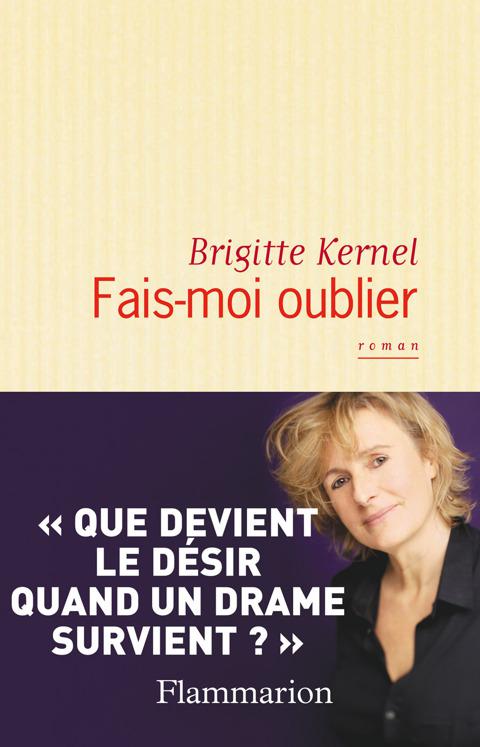 Brigitte Kernel
Fais-moi oublier
roman
« QUE DEVIENT
LE DÉSIR
QUAND UN DRAME
SURVIENT ? »
Flammarion